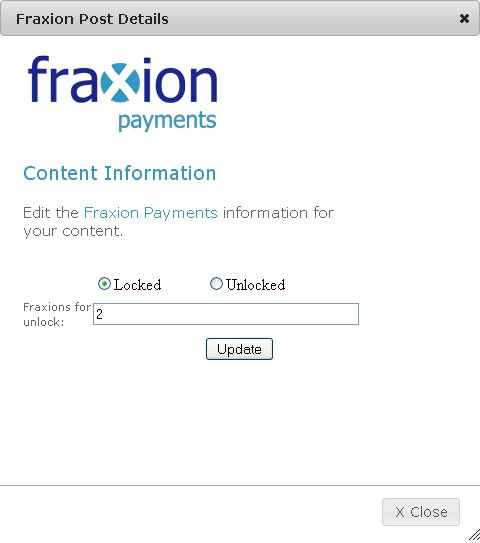 Fraxion Post Details
fraxion
payments
Content Information
Edit the Fraxion Payments information for
your content.
Locked Unlocked
Fraxions for
unlock:
2
Update
X Close